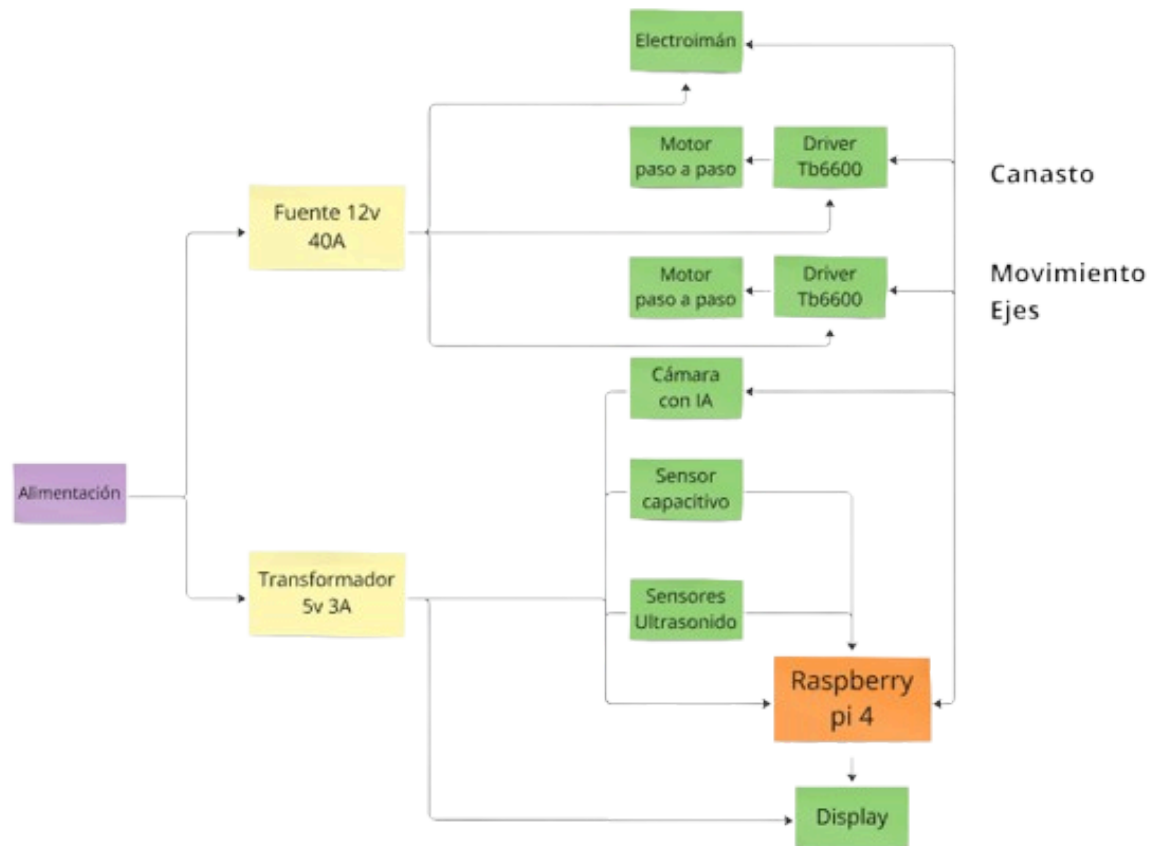 Electroimán
Motor
paso a paso
Driver
Tb6600
Canasto
Fuente 12v
40A
Motor
paso a paso
Driver
Tb6600
Movimiento
Ejes
Cámara
con IA
Alimentación
Sensor
capacitivo
Transformador
5v 3A
Sensores
Ultrasonido
Raspberry
pi 4
Display